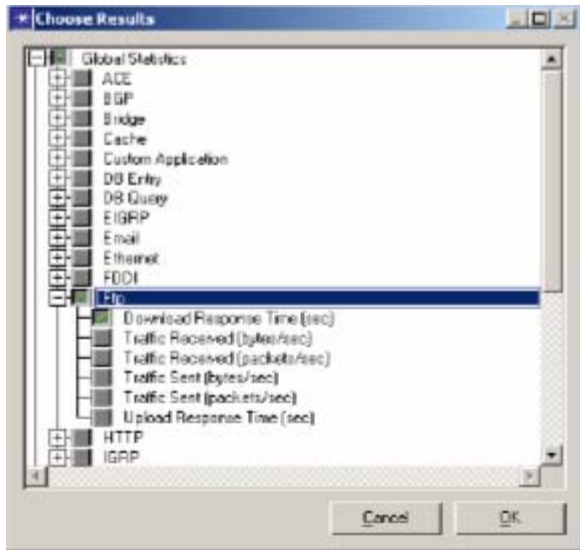 Choose Results
Global Statistics
ACE
BGP
Bridge
Cache
Custom Application
DB Entry
DB Query
EIGRP
Email
Ethernet
FDDI
Ftp
Download Response Time (sec)
Traffic Received (bytes/sec)
Traffic Received (packets/sec)
Traffic Sent (bytes/sec)
Traffic Sent (packets/sec)
Upload Response Time (sec)
HTTP
IGRP
Cancel OK